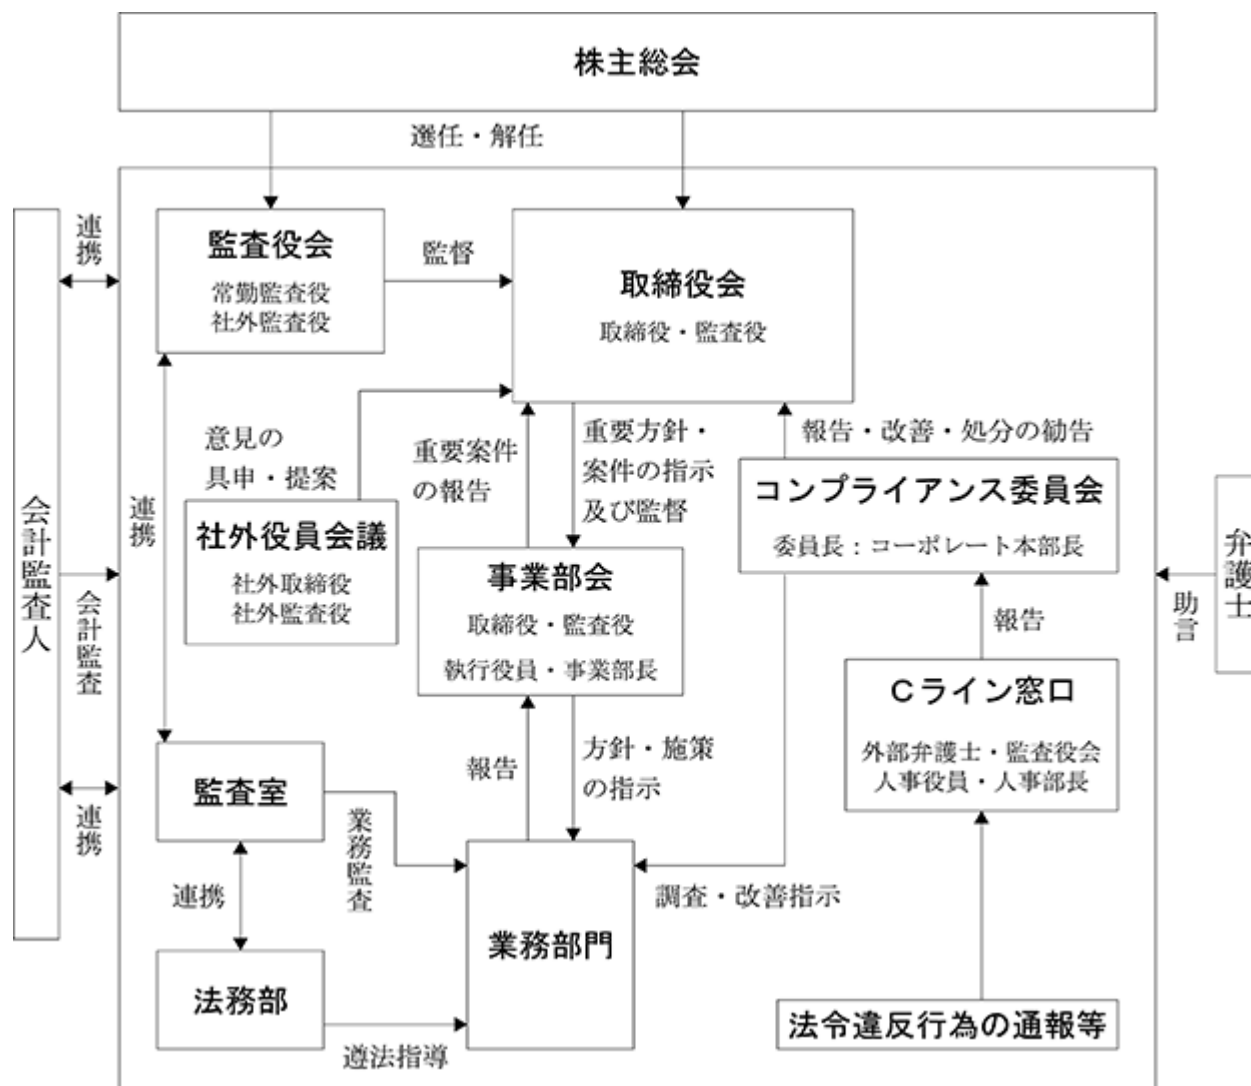 株主総会
選任・解任
連携
監査役会
常勤監査役
社外監査役
監督
取締役会
取締役・監査役
意見の
具申・提案
重要案件
の報告
重要方針・
案件の指示
及び監督
報告・改善・処分の勧告
コンプライアンス委員会
委員長：コーポレート本部長
連携
社外役員会議
社外取締役
社外監査役
会計監査人
会計監査
事業部会
取締役・監査役
執行役員・事業部長
弁護士
助言
報告
Cライン窓口
外部弁護士・監査役会
人事役員・人事部長
報告
方針・施策
の指示
監査室
連携
業務監査
調査・改善指示
連携
業務部門
法務部
遵法指導
法令違反行為の通報等